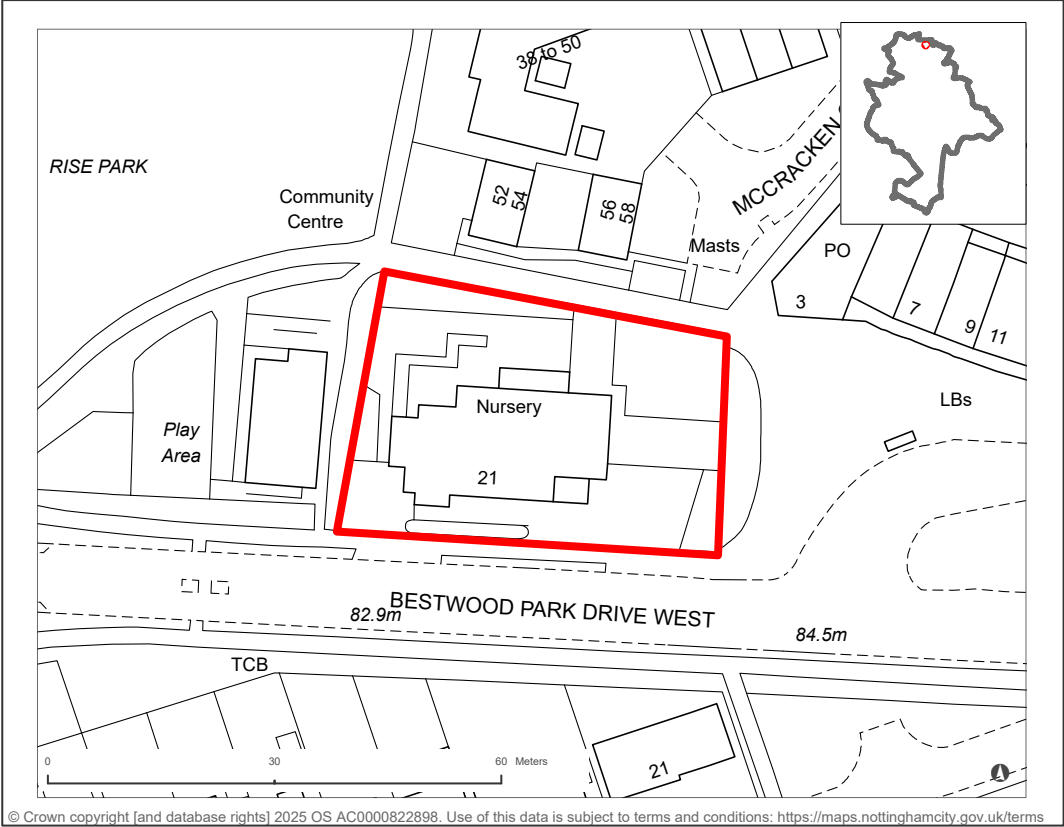 38 to 50
RISE PARK
Community
Centre
52
54
56
58
MCCRACKEN
Masts
PO
3
7
9
11
LBs
Nursery
21
Play
Area
BESTWOOD PARK DRIVE WEST
82.9m
84.5m
TCB
21
0 30 60 Meters
© Crown copyright [and database rights] 2025 OS AC0000822898. Use of this data is subject to terms and conditions: https://maps.nottinghamcity.gov.uk/terms